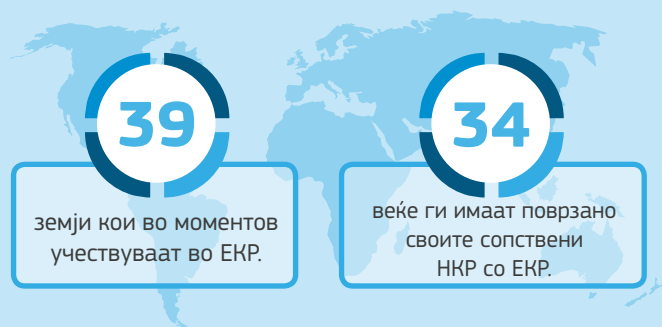 39
земји кои во моментов
учествуваат во ЕКР.
34
веќе ги имаат поврзано
своите сопствени
НКР со ЕКР.